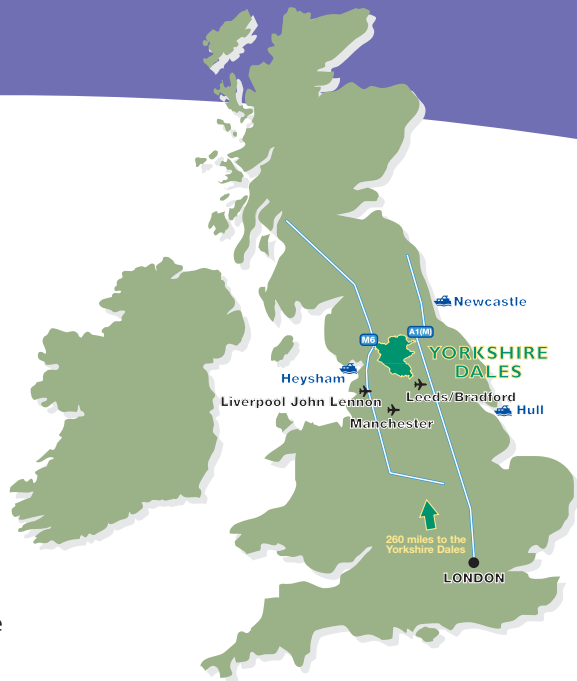 Newcastle
M6
A1(M)
YORKSHIRE
DALES
Heysham
Liverpool John Lennon
Leeds/Bradford
Manchester
Hull
260 miles to the
Yorkshire Dales
LONDON
e